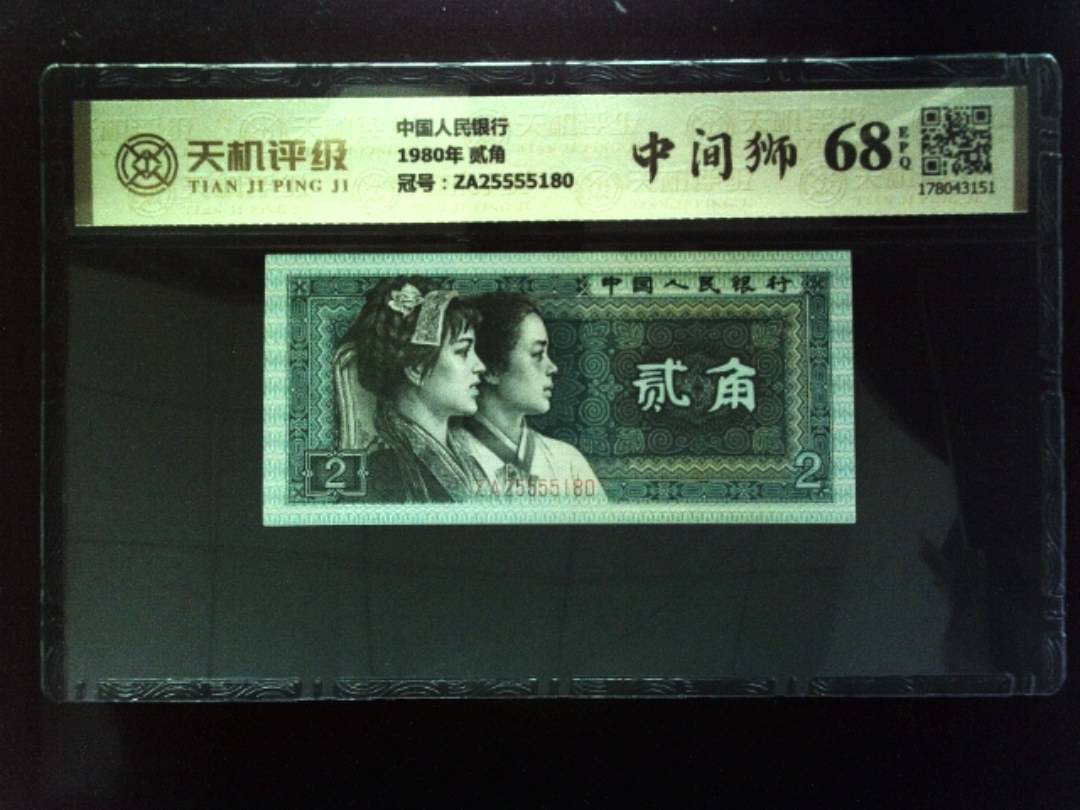 天机评级
TIAN JI PING JI
中国人民银行
1980年 贰角
冠号：ZA25555180
中间狮
68
EPQ
178043151
中国人民银行
贰角
2
2
ZA25555180